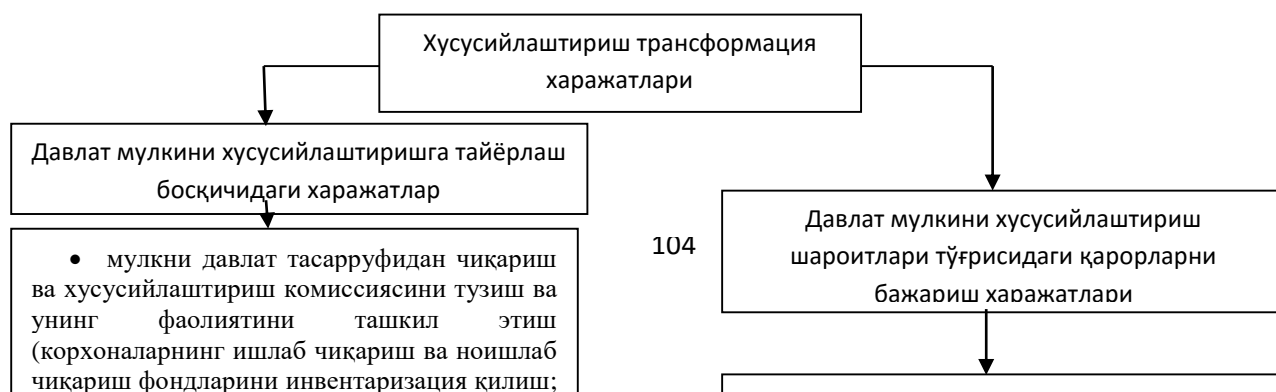 Хусусийлаштириш трансформация
харажатлари
Давлат мулкини хусусийлаштиришга тайёрлаш
босқичидаги харажатлар
• мулкни давлат тасарруфидан чиқариш
ва хусусийлаштириш комиссиясини тузиш ва
унинг фаолиятини ташкил этиш
(корхоналарнинг ишлаб чиқариш ва ноишлаб
чиқариш фондларини инвентаризация қилиш;
104
Давлат мулкини хусусийлаштириш
шароитлари тўғрисидаги қарорларни
бажариш харажатлари